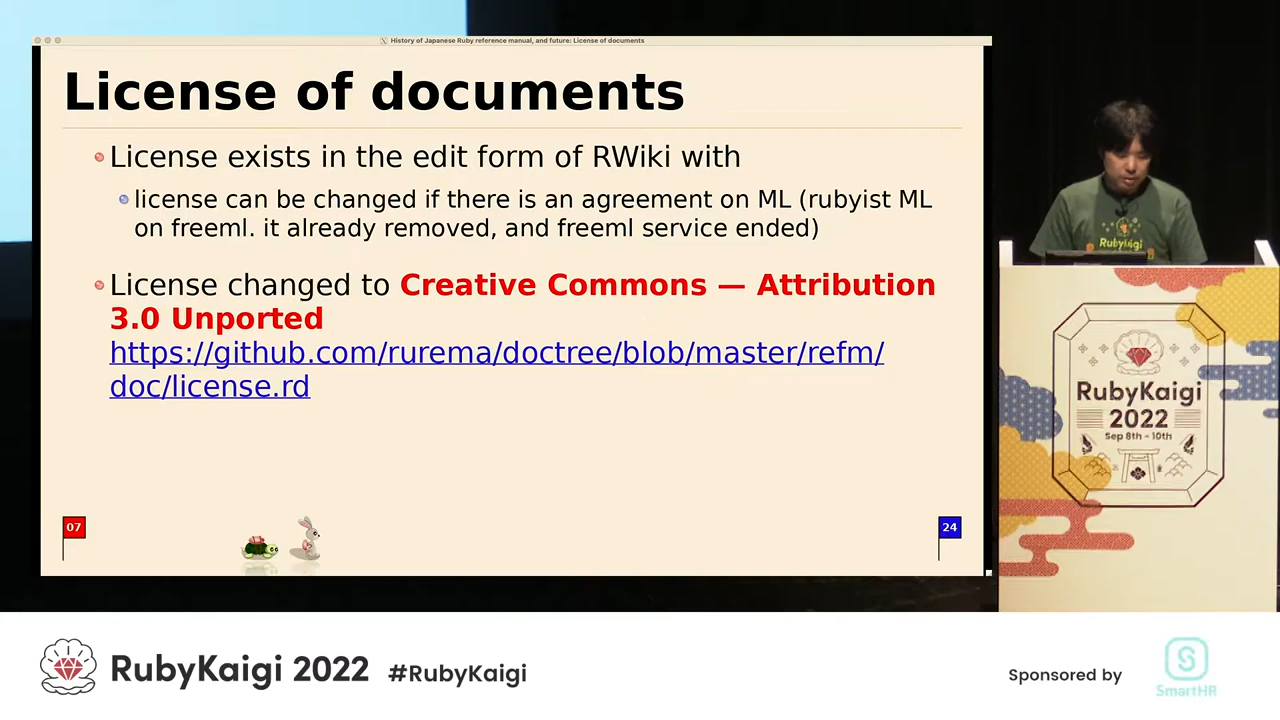 History of Japanese Ruby reference manual, and future: License of documents
License of documents
License exists in the edit form of RWiki with
license can be changed if there is an agreement on ML (rubyist ML
on freeml. it already removed, and freeml service ended)
License changed to Creative Commons — Attribution
3.0 Unported
https://github.com/rurema/doctree/blob/master/refm/
doc/license.rd
07
24
RubyKaigi
RubyKaigi
2022
Sep 8th - 10th
RubyKaigi 2022 #RubyKaigi
Sponsored by
S
SmartHR